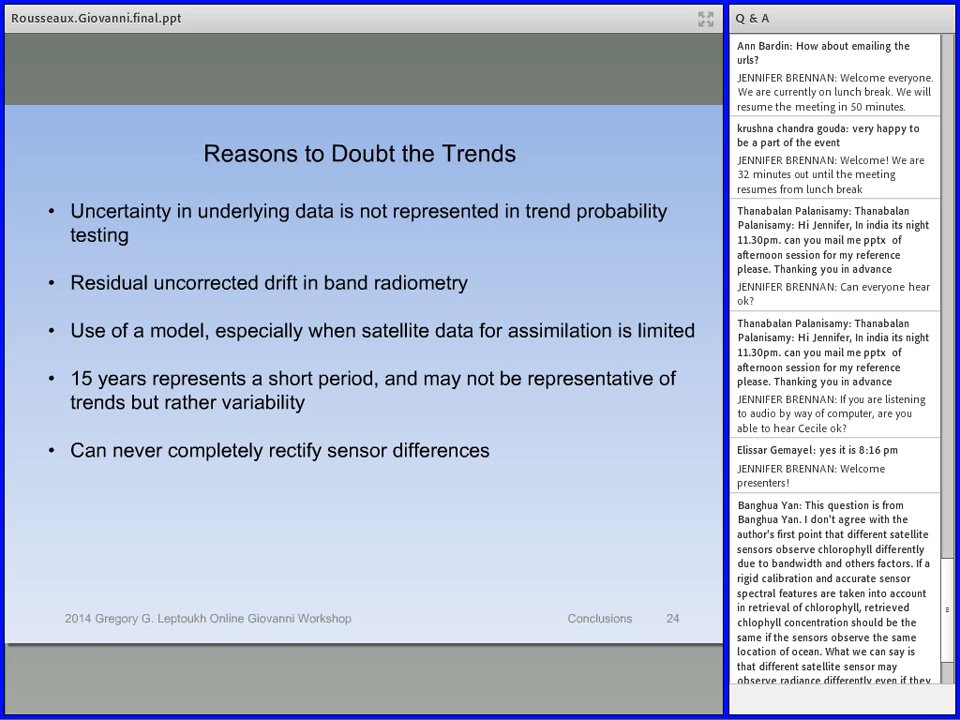 Rousseaux.Giovanni.final.ppt
Reasons to Doubt the Trends
• Uncertainty in underlying data is not represented in trend probability
testing
• Residual uncorrected drift in band radiometry
• Use of a model, especially when satellite data for assimilation is limited
• 15 years represents a short period, and may not be representative of
trends but rather variability
• Can never completely rectify sensor differences
2014 Gregory G. Leptoukh Online Giovanni Workshop
Conclusions
24
Q & A
Ann Bardin: How about emailing the
urls?
JENNIFER BRENNAN: Welcome everyone.
We are currently on lunch break. We will
resume the meeting in 50 minutes.
krushna chandra gouda: very happy to
be a part of the event
JENNIFER BRENNAN: Welcome! We are
32 minutes out until the meeting
resumes from lunch break
Thanabalan Palanisamy: Thanabalan
Palanisamy: Hi Jennifer, In india its night
11.30pm. can you mail me pptx of
afternoon session for my reference
please. Thanking you in advance
JENNIFER BRENNAN: Can everyone hear
ok?
Thanabalan Palanisamy: Thanabalan
Palanisamy: Hi Jennifer, In india its night
11.30pm. can you mail me pptx of
afternoon session for my reference
please. Thanking you in advance
JENNIFER BRENNAN: If you are listening
to audio by way of computer, are you
able to hear Cecile ok?
Elissar Gemayel: yes it is 8:16 pm
JENNIFER BRENNAN: Welcome
presenters!
Banghua Yan: This question is from
Banghua Yan. I don't agree with the
author's first point that different satellite
sensors observe chlorophyll differently
due to bandwidth and others factors. If a
rigid calibration and accurate sensor
spectral features are taken into account
in retrieval of chlorophyll, retrieved
chlophyll concentration should be the
same if the sensors observe the same
location of ocean. What we can say is
that different satellite sensor may
observe radiance differently even if they